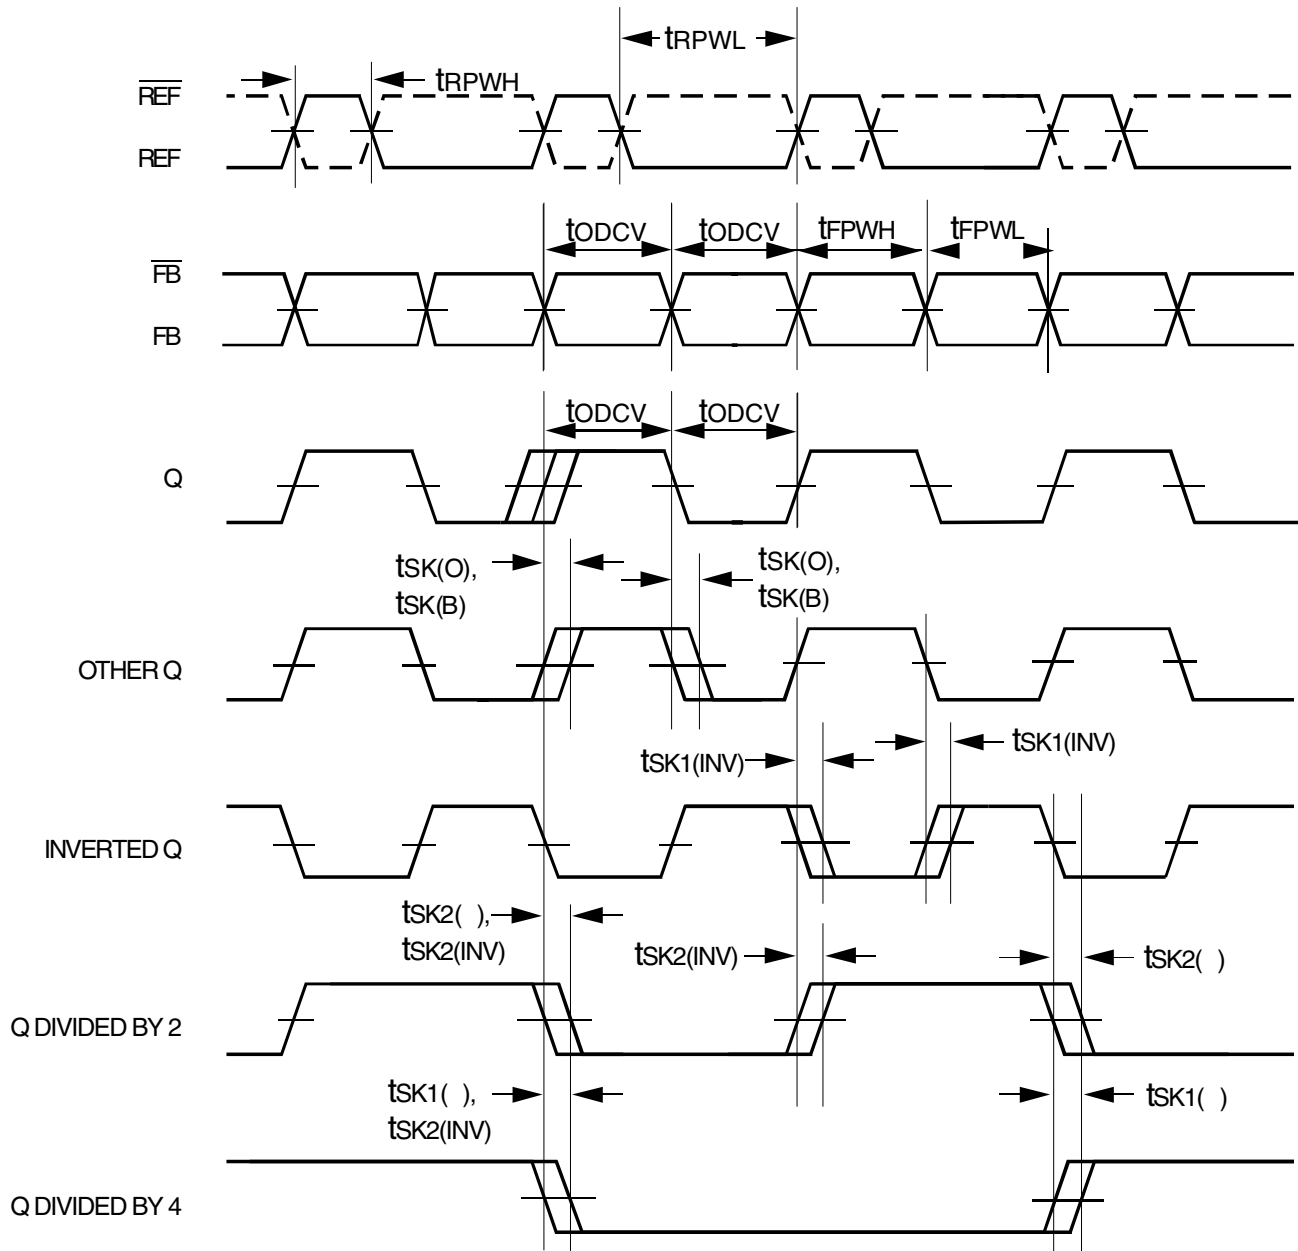 tRPWL
tRPWH
REF
REF
tODCV tODCV tFPWH tFPWL
FB
FB
tODCV tODCV
Q
tSK(O), tSK(O),
tSK(B) tSK(B)
OTHER Q
tSK1(INV) tSK1(INV)
INVERTED Q
tSK2( ),
tSK2(INV) tSK2(INV) tSK2( )
Q DIVIDED BY 2
tSK1( ), tSK1( )
tSK2(INV)
Q DIVIDED BY 4